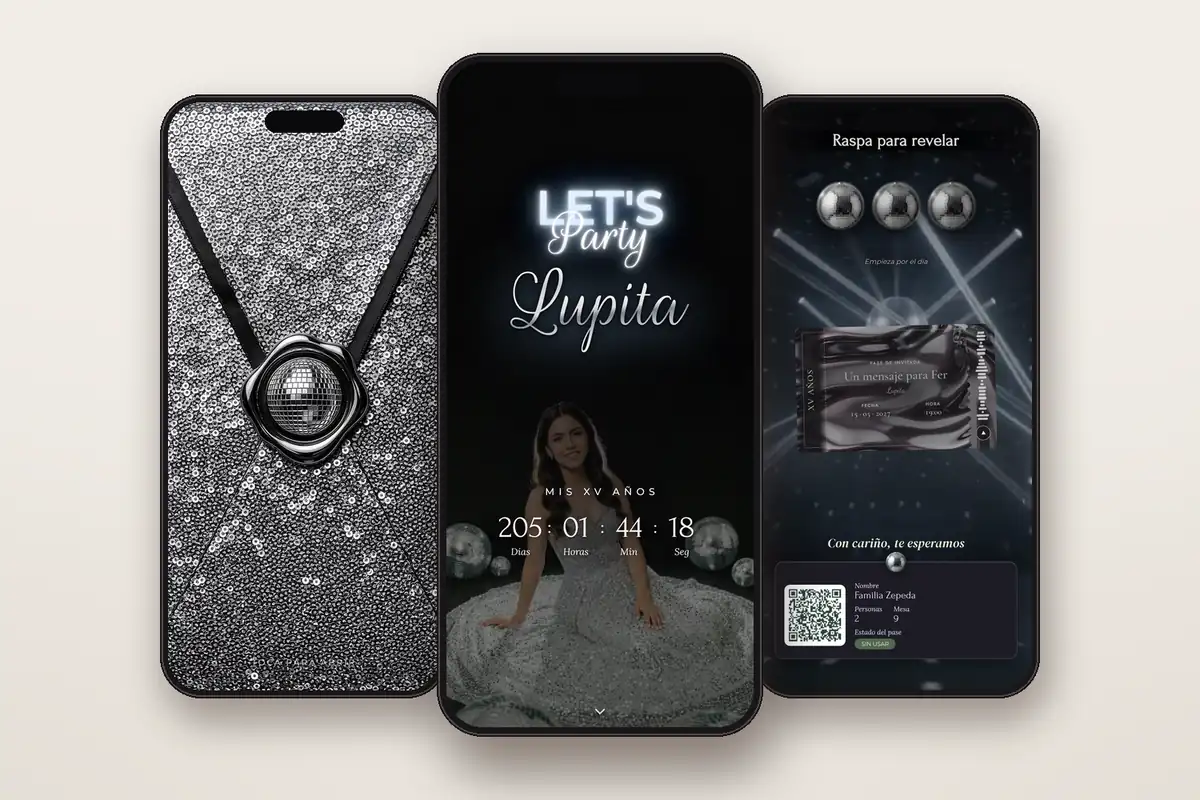 LET'S
Party
Lupita
MIS XV AÑOS
205 : 01 : 44 : 18
Días Horas Min Seg
Raspa para revelar
Empieza por el día
XV AÑOS
PASE DE INVITADA
Un mensaje para Fer
Lupita
FECHA HORA
15·05·2027 19:00
Con cariño, te esperamos
Nombre
Familia Zepeda
Personas Mesa
2 9
Estado del pase
SIN USAR